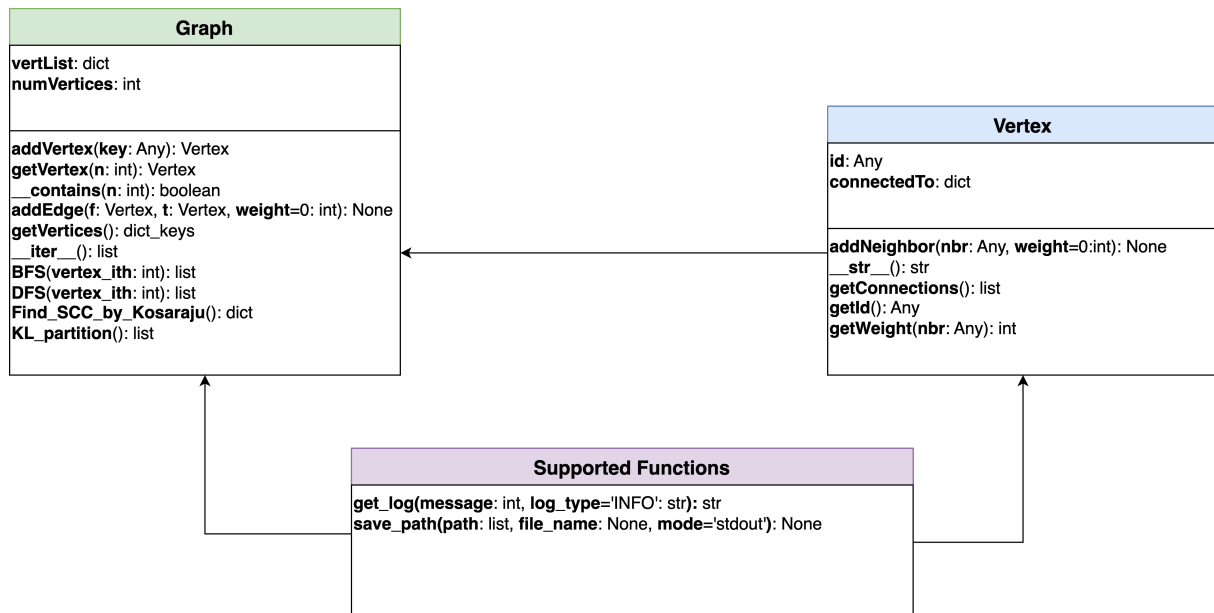 Graph
vertList: dict
numVertices: int
addVertex(key: Any): Vertex
getVertex(n: int): Vertex
__contains(n: int): boolean
addEdge(f: Vertex, t: Vertex, weight=0: int): None
getVertices(): dict_keys
__iter__(): list
BFS(vertex_ith: int): list
DFS(vertex_ith: int): list
Find_SCC_by_Kosaraju(): dict
KL_partition(): list
Vertex
id: Any
connectedTo: dict
addNeighbor(nbr: Any, weight=0:int): None
__str__(): str
getConnections(): list
getId(): Any
getWeight(nbr: Any): int
Supported Functions
get_log(message: int, log_type='INFO': str): str
save_path(path: list, file_name: None, mode='stdout'): None